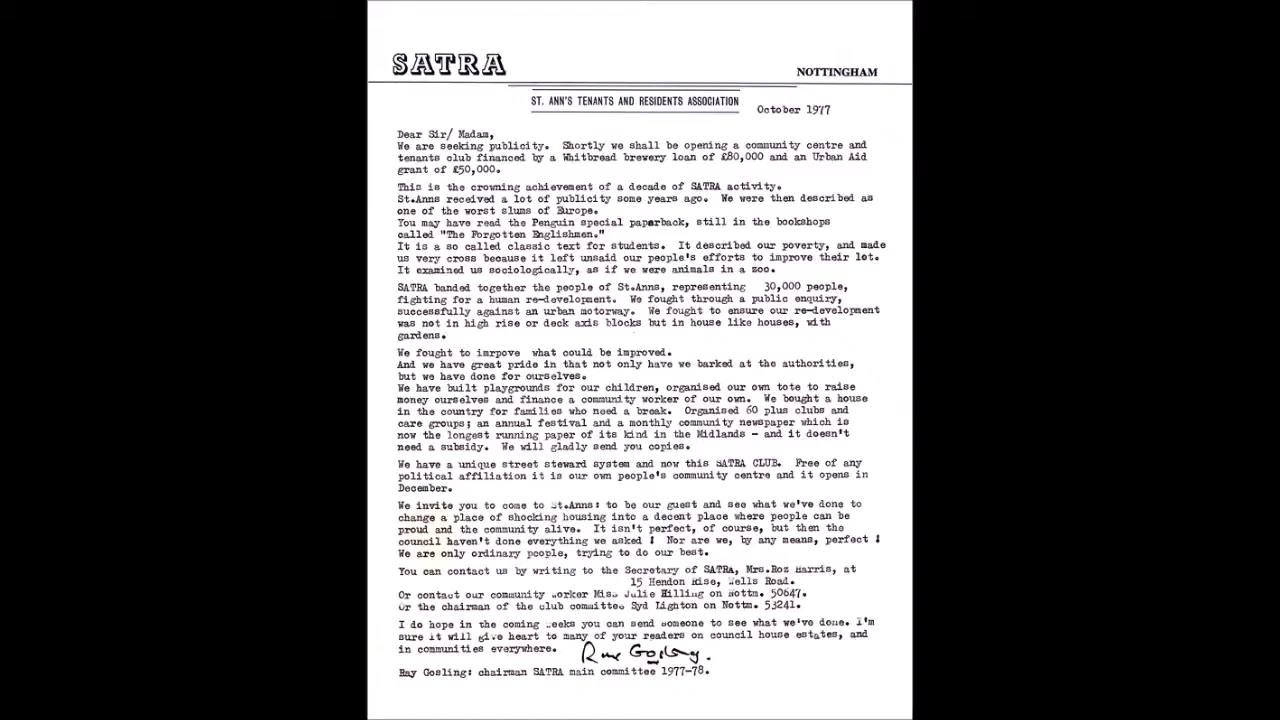 SATRA
NOTTINGHAM
ST. ANN'S TENANTS AND RESIDENTS ASSOCIATION
October 1977
Dear Sir/ Madam,
We are seeking publicity. Shortly we shall be opening a community centre and
tenants club financed by a Whitbread brewery loan of £80,000 and an Urban Aid
grant of £50,000.
This is the crowning achievement of a decade of SATRA activity.
St.Anns received a lot of publicity some years ago. We were then described as
one of the worst slums of Europe.
You may have read the Penguin special paperback, still in the bookshops
called "The Forgotten Englishmen."
It is a so called classic text for students. It described our poverty, and made
us very cross because it left unsaid our people's efforts to improve their lot.
It examined us sociologically, as if we were animals in a zoo.
SATRA banded together the people of St.Anns, representing 30,000 people,
fighting for a human re-development. We fought through a public enquiry,
successfully against an urban motorway. We fought to ensure our re-development
was not in high rise or deck axis blocks but in house like houses, with
gardens.
We fought to imrpove what could be improved.
And we have great pride in that not only have we barked at the authorities,
but we have done for ourselves.
We have built playgrounds for our children, organised our own tote to raise
money ourselves and finance a community worker of our own. We bought a house
in the country for families who need a break. Organised 60 plus clubs and
care groups; an annual festival and a monthly community newspaper which is
now the longest running paper of its kind in the Midlands - and it doesn't
need a subsidy. We will gladly send you copies.
We have a unique street steward system and now this SATRA CLUB. Free of any
political affiliation it is our own people's community centre and it opens in
December.
We invite you to come to St.Anns: to be our guest and see what we've done to
change a place of shocking housing into a decent place where people can be
proud and the community alive. It isn't perfect, of course, but then the
council haven't done everything we asked ! Nor are we, by any means, perfect !
We are only ordinary people, trying to do our best.
You can contact us by writing to the Secretary of SATRA, Mrs.Roz Harris, at
15 Hendon Rise, Wells Road.
Or contact our community worker Miss Julie Hilling on Nottm. 50647.
Or the chairman of the club committee Syd Lighton on Nottm. 53241.
I do hope in the coming weeks you can send someone to see what we've done. I'm
sure it will give heart to many of your readers on council house estates, and
in communities everywhere.
Ray Gosling.
Ray Gosling: chairman SATRA main committee 1977-78.